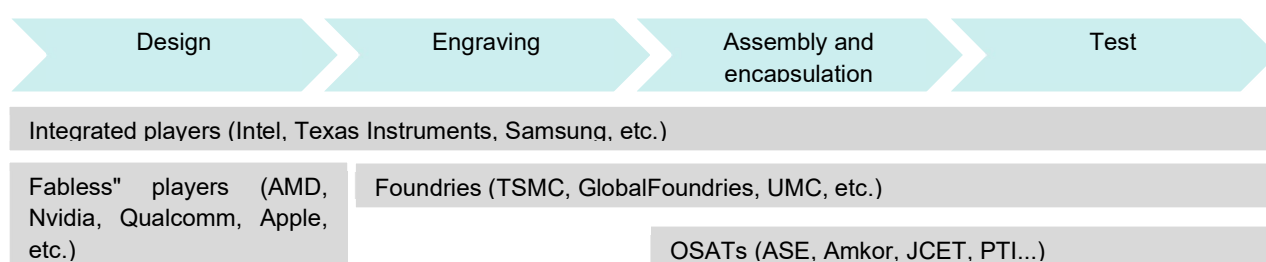 Design
Engraving
Assembly and
encapsulation
Test
Integrated players (Intel, Texas Instruments, Samsung, etc.)
Fabless" players (AMD,
Nvidia, Qualcomm, Apple,
etc.)
Foundries (TSMC, GlobalFoundries, UMC, etc.)
OSATs (ASE, Amkor, JCET, PTI...)